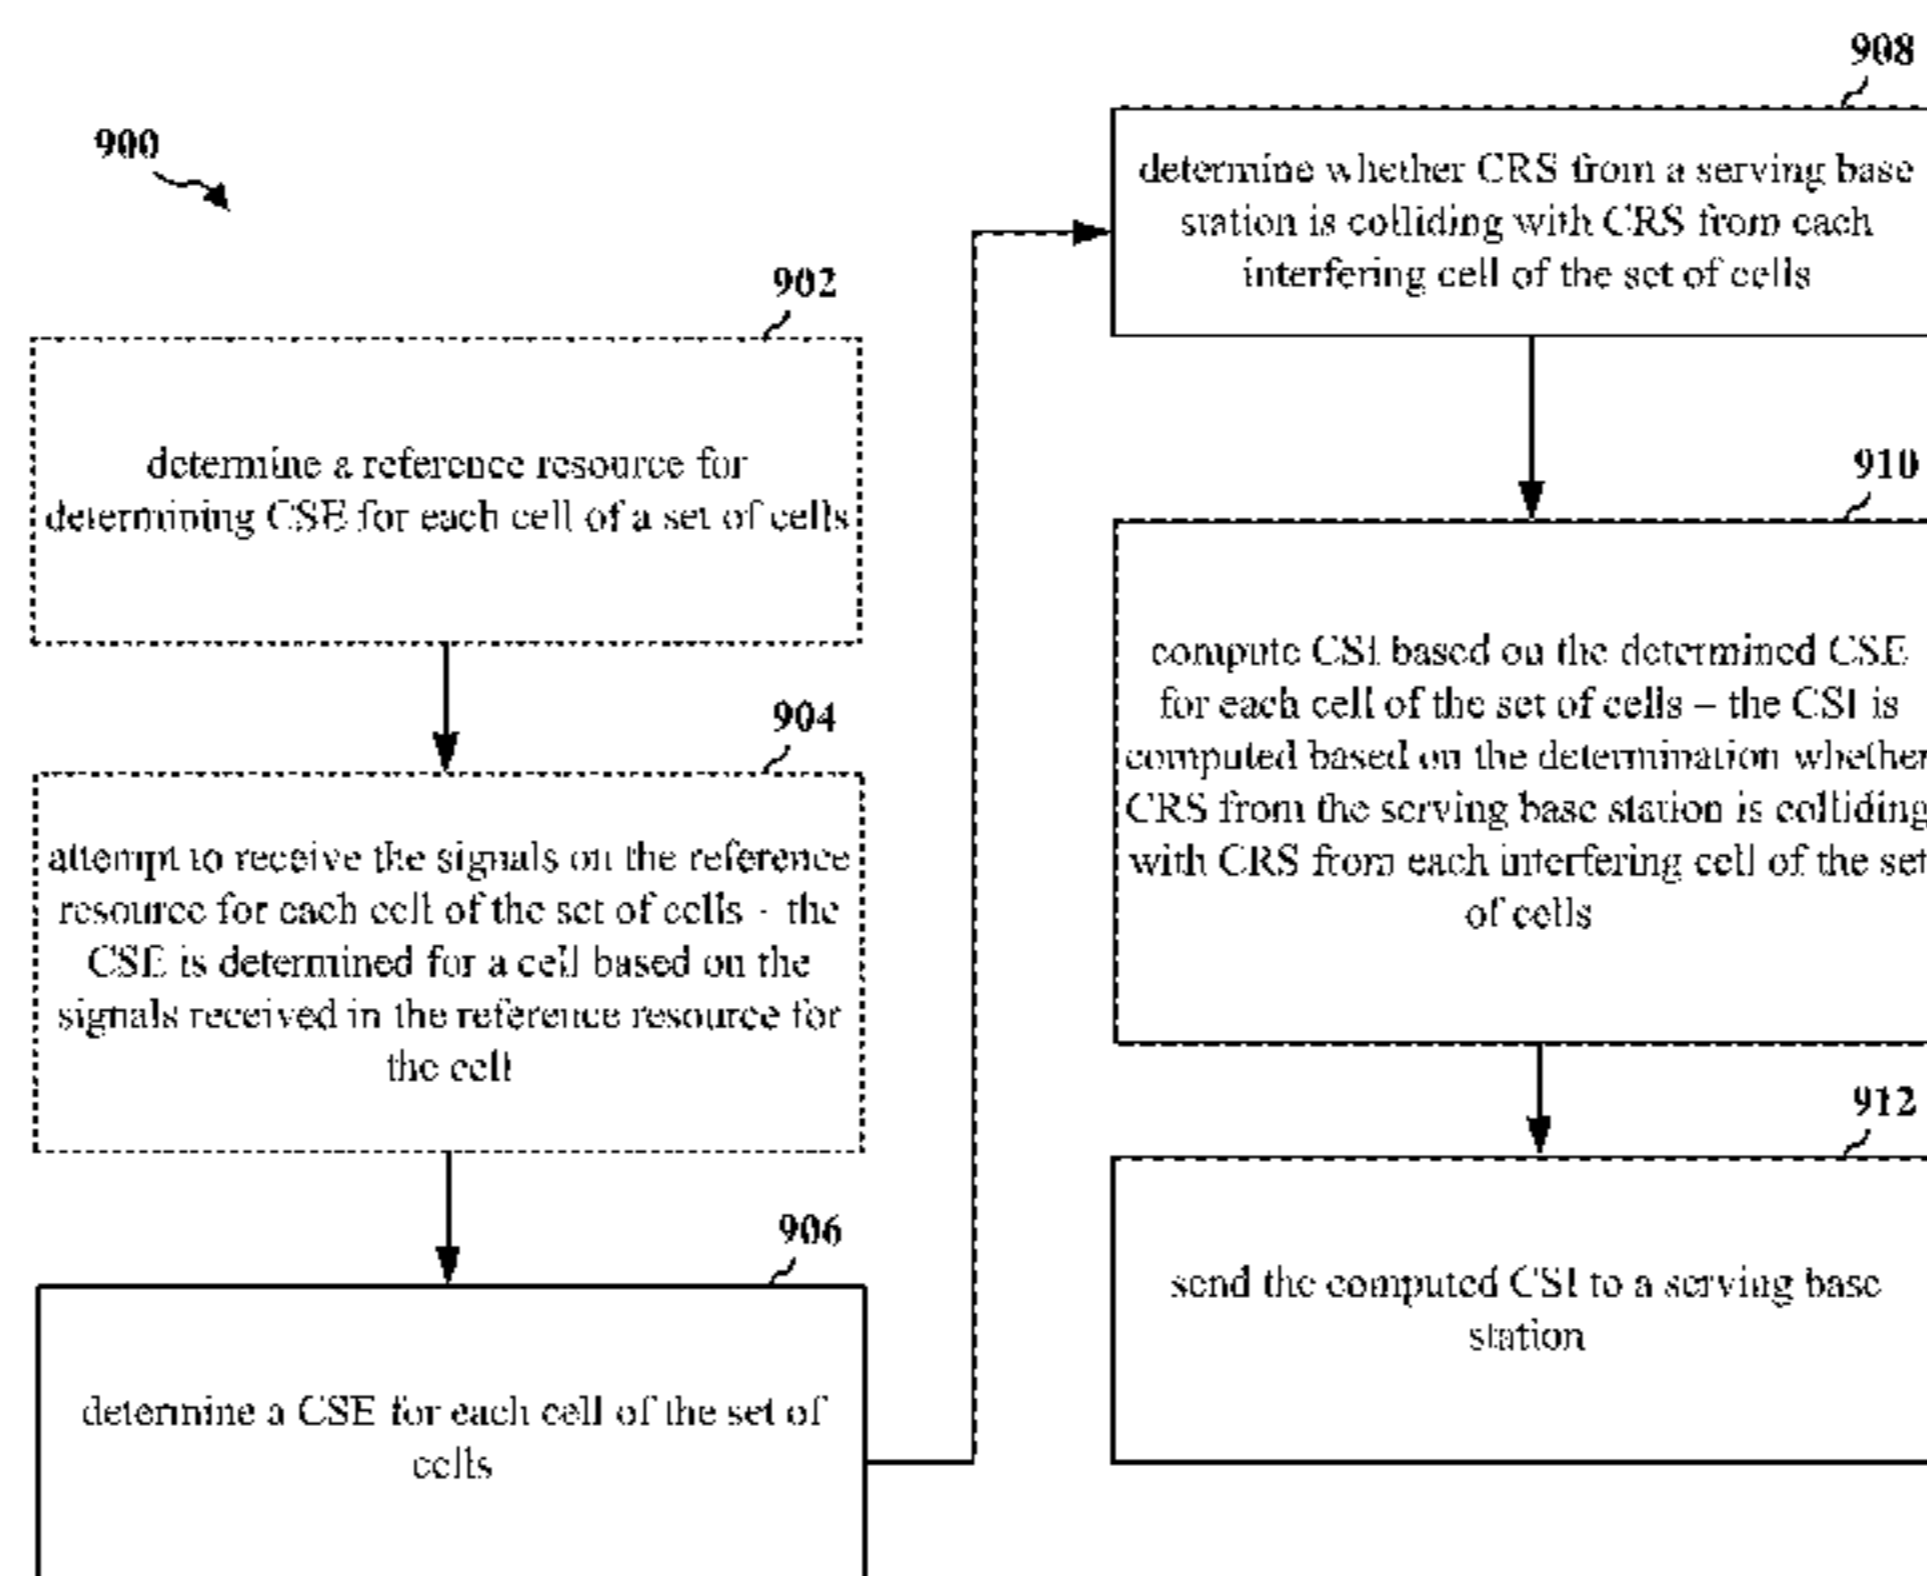 900
902
determine a reference resource for
determining CSE for each cell of a set of cells
904
attempt to receive the signals on the reference
resource for each cell of the set of cells - the
CSE is determined for a cell based on the
signals received in the reference resource for
the cell
906
determine a CSE for each cell of the set of
cells
908
determine whether CRS from a serving base
station is colliding with CRS from each
interfering cell of the set of cells
910
compute CSI based on the determined CSE
for each cell of the set of cells – the CSI is
computed based on the determination whether
CRS from the serving base station is colliding
with CRS from each interfering cell of the set
of cells
912
send the computed CSI to a serving base
station